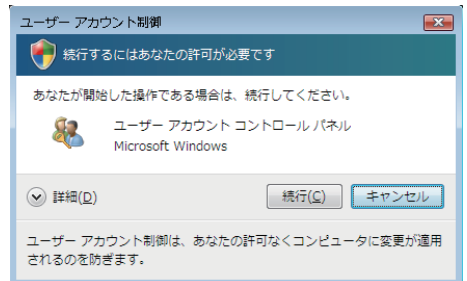 ユーザー アカウント制御
続行するにはあなたの許可が必要です
あなたが開始した操作である場合は、続行してください。
ユーザー アカウント コントロール パネル
Microsoft Windows
詳細(D)
続行(C)
キャンセル
ユーザー アカウント制御は、あなたの許可なくコンピュータに変更が適用
されるのを防ぎます。